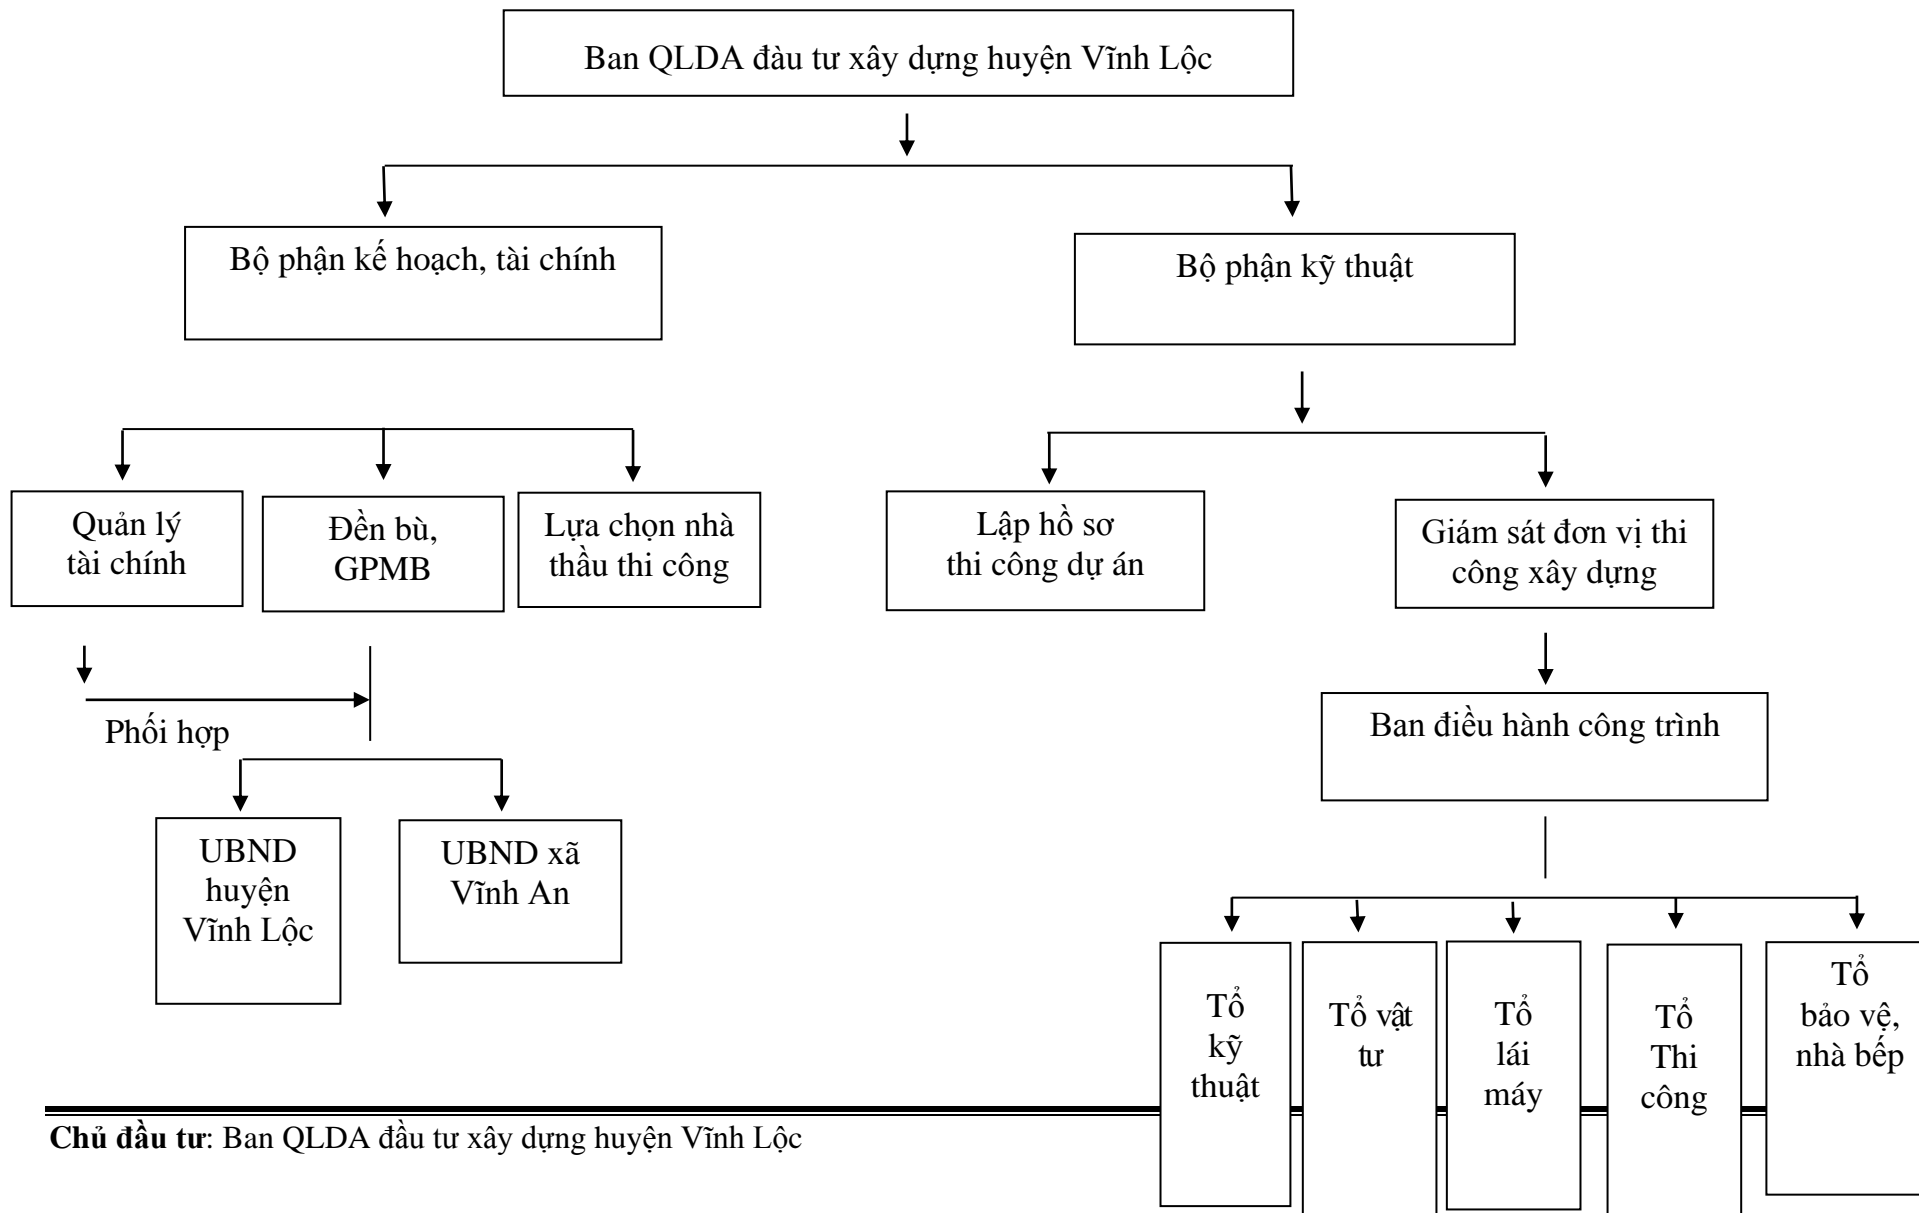 Ban QLDA đàu tư xây dựng huyện Vĩnh Lộc
Bộ phận kế hoạch, tài chính
Bộ phận kỹ thuật
Quản lý
tài chính
Đền bù,
GPMB
Lựa chọn nhà
thầu thi công
Lập hồ sơ
thi công dự án
Giám sát đơn vị thi
công xây dựng
Phối hợp
Ban điều hành công trình
UBND
huyện
Vĩnh Lộc
UBND xã
Vĩnh An
Tổ
kỹ
thuật
Tổ vật
tư
Tổ
lái
máy
Tổ
Thi
công
Tổ
bảo vệ,
nhà bếp
Chủ đầu tư: Ban QLDA đầu tư xây dựng huyện Vĩnh Lộc